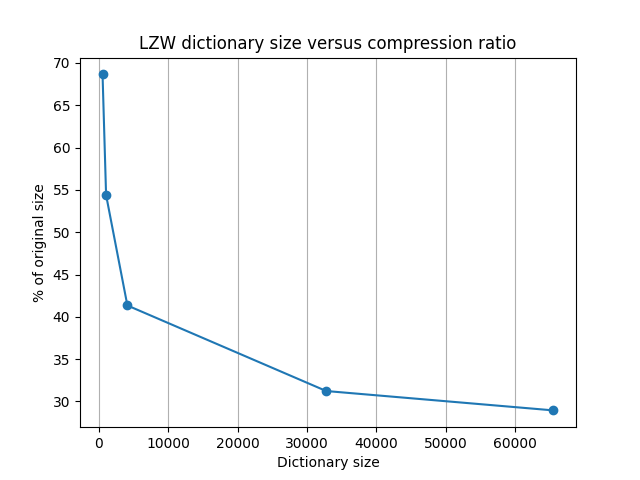 LZW dictionary size versus compression ratio
% of original size
70
65
60
55
50
45
40
35
30
0 10000 20000 30000 40000 50000 60000
Dictionary size